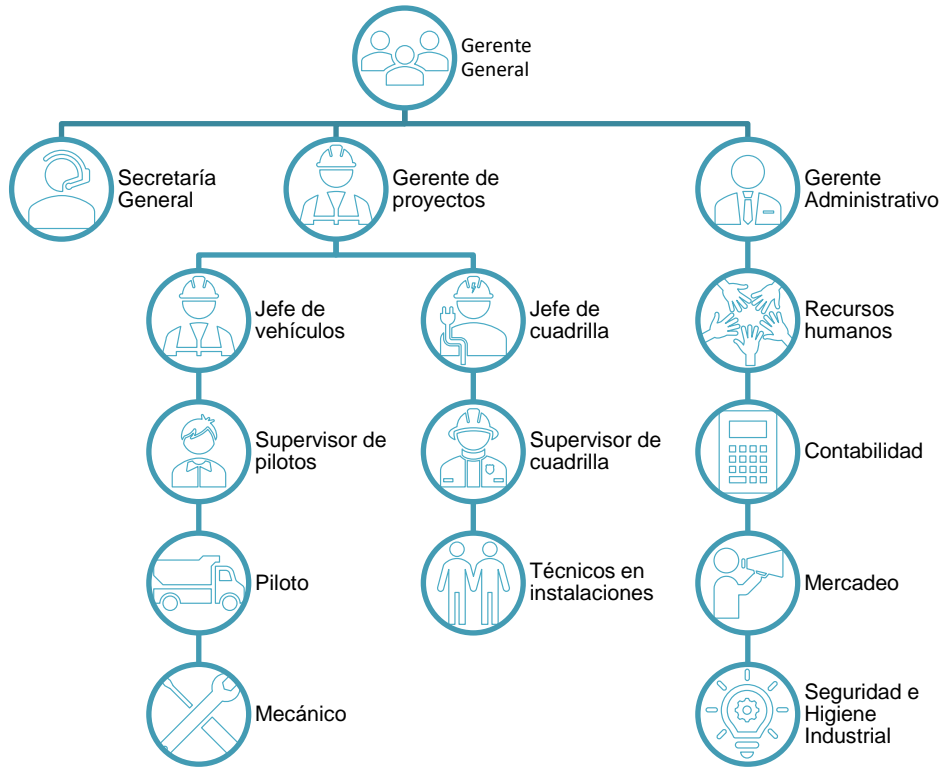 Gerente
General
Secretaría
General
Gerente de
proyectos
Gerente
Administrativo
Jefe de
vehículos
Jefe de
cuadrilla
Recursos
humanos
Supervisor de
pilotos
Supervisor de
cuadrilla
Contabilidad
Piloto
Técnicos en
instalaciones
Mercadeo
Mecánico
Seguridad e
Higiene
Industrial